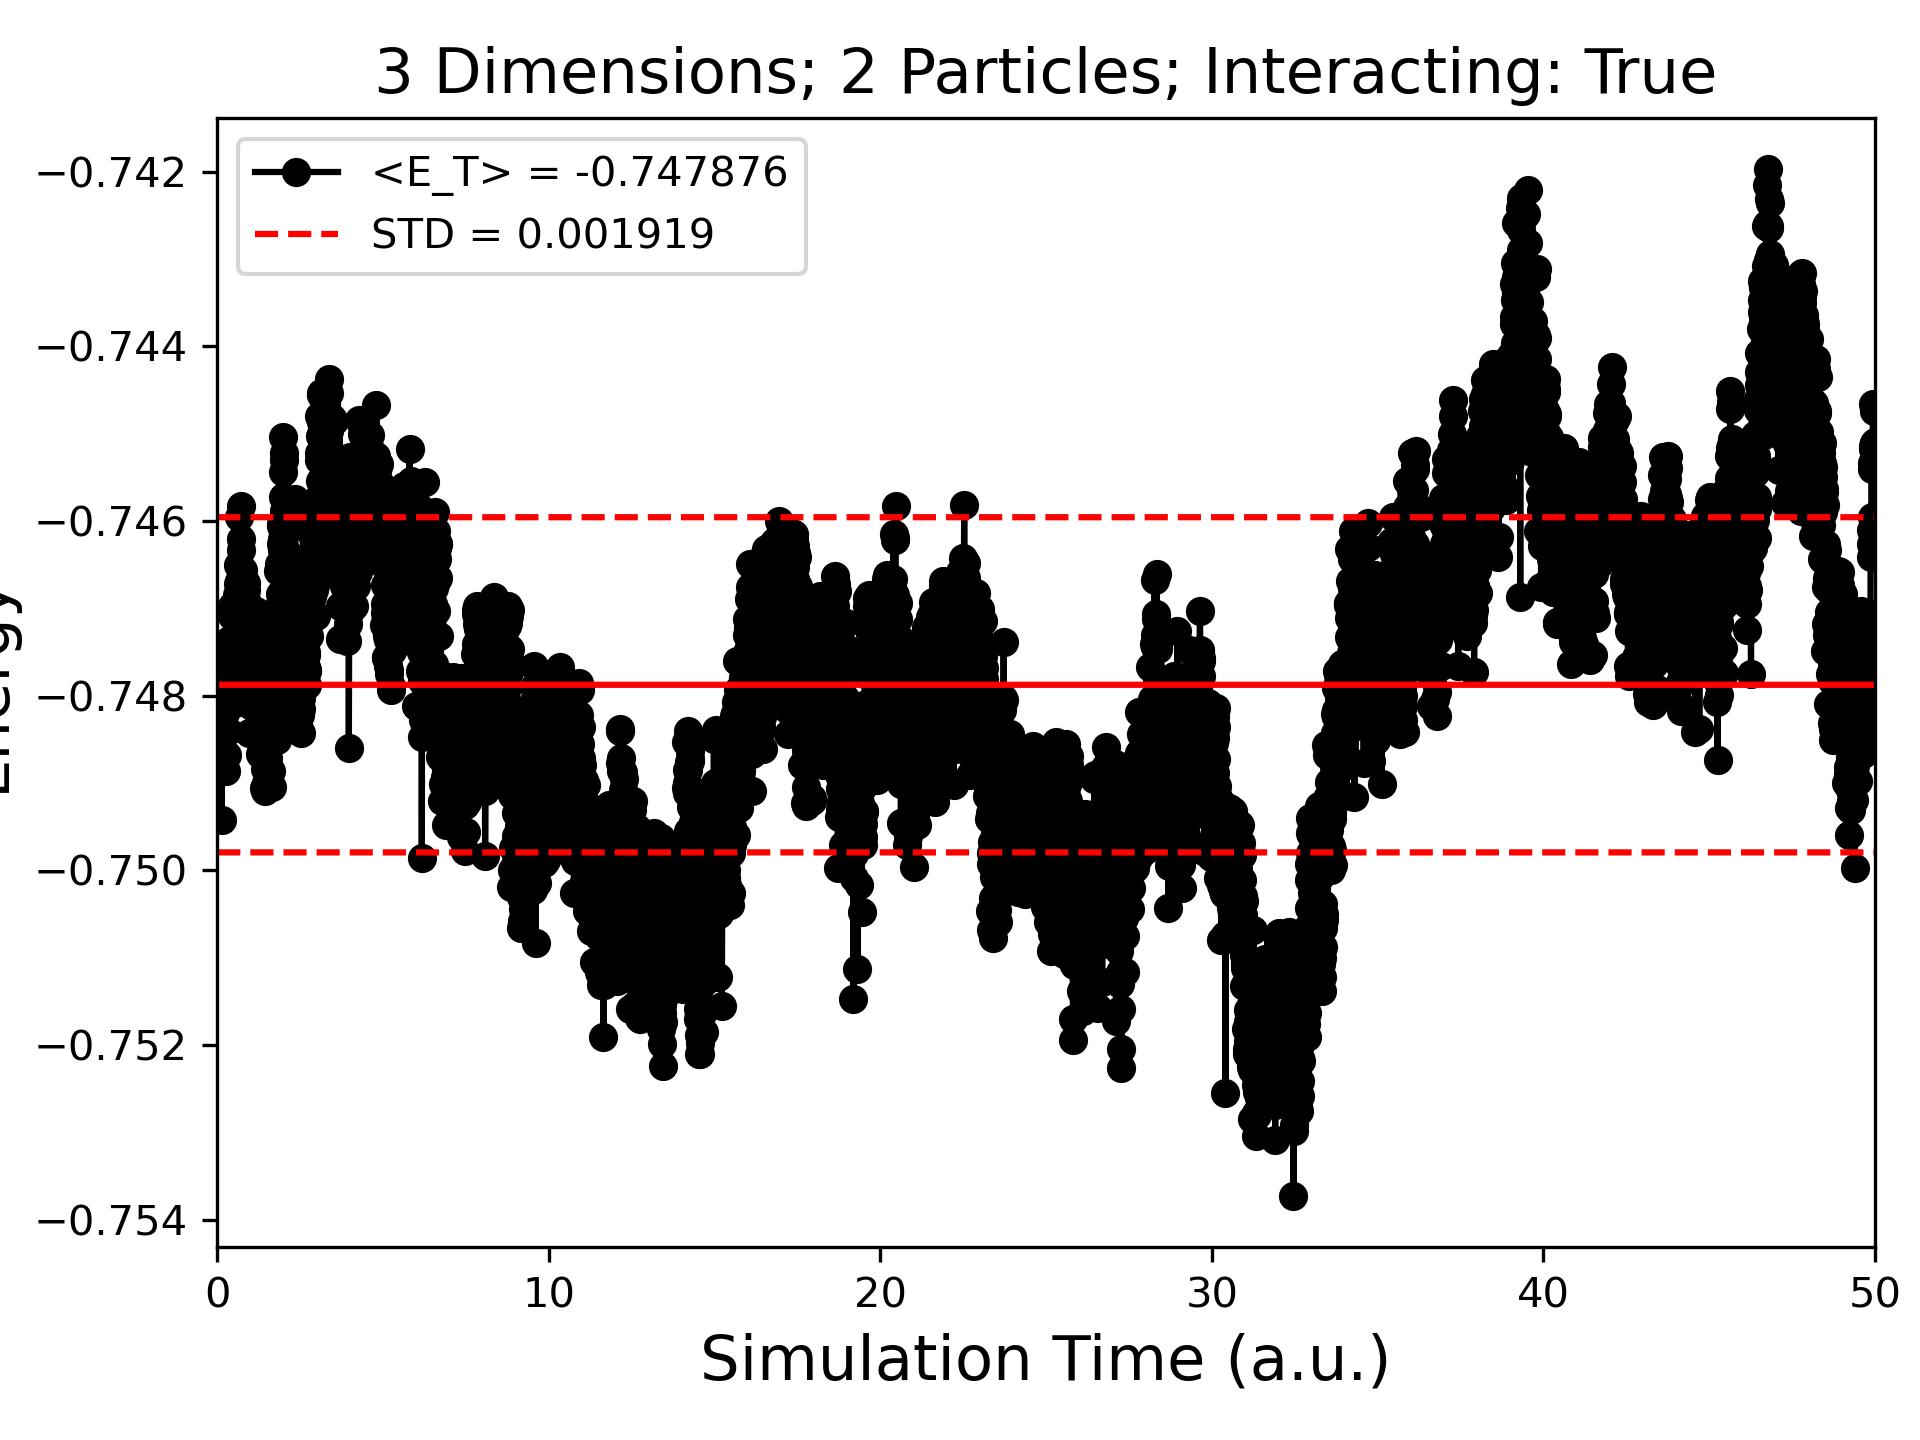 3 Dimensions; 2 Particles; Interacting: True
<E_T> = -0.747876
STD = 0.001919
−0.742
−0.744
−0.746
−0.748
−0.750
−0.752
−0.754
Energy
0 10 20 30 40 50
Simulation Time (a.u.)